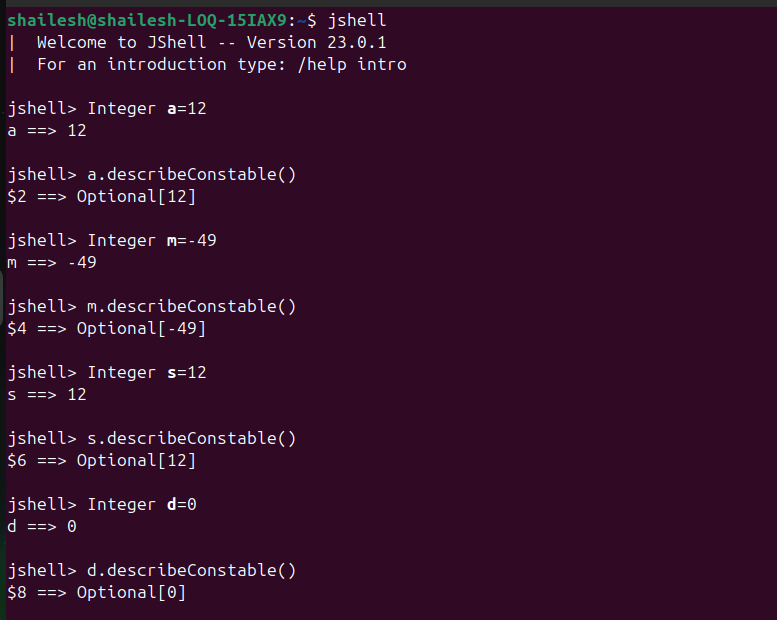 shailesh@shailesh-LOQ-15IAX9:~$ jshell
|  Welcome to JShell -- Version 23.0.1
|  For an introduction type: /help intro
jshell> Integer a=12
a ==> 12
jshell> a.describeConstable()
$2 ==> Optional[12]
jshell> Integer m=-49
m ==> -49
jshell> m.describeConstable()
$4 ==> Optional[-49]
jshell> Integer s=12
s ==> 12
jshell> s.describeConstable()
$6 ==> Optional[12]
jshell> Integer d=0
d ==> 0
jshell> d.describeConstable()
$8 ==> Optional[0]